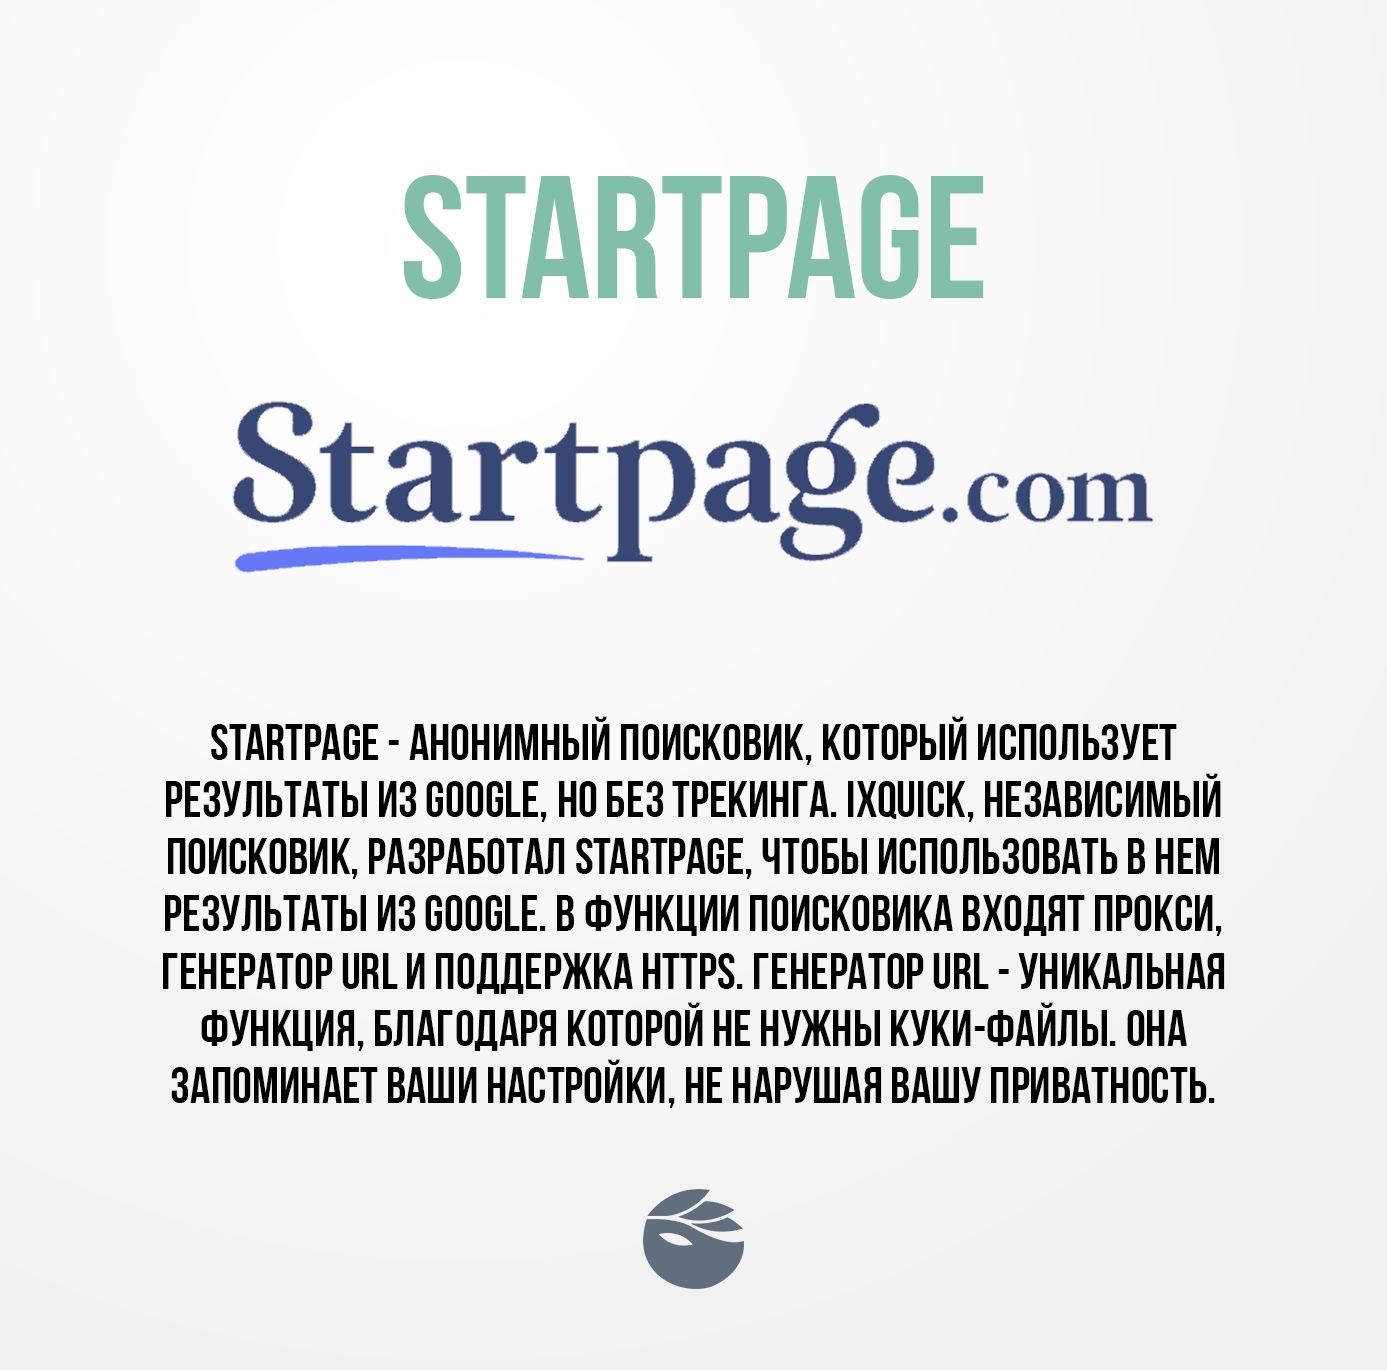 STARTPAGE
Startpage.com
STARTPAGE - АНОНИМНЫЙ ПОИСКОВИК, КОТОРЫЙ ИСПОЛЬЗУЕТ
РЕЗУЛЬТАТЫ ИЗ GOOGLE, НО БЕЗ ТРЕКИНГА. IXQUICK, НЕЗАВИСИМЫЙ
ПОИСКОВИК, РАЗРАБОТАЛ STARTPAGE, ЧТОБЫ ИСПОЛЬЗОВАТЬ В НЕМ
РЕЗУЛЬТАТЫ ИЗ GOOGLE. В ФУНКЦИИ ПОИСКОВИКА ВХОДЯТ ПРОКСИ,
ГЕНЕРАТОР URL И ПОДДЕРЖКА HTTPS. ГЕНЕРАТОР URL - УНИКАЛЬНАЯ
ФУНКЦИЯ, БЛАГОДАРЯ КОТОРОЙ НЕ НУЖНЫ КУКИ-ФАЙЛЫ. ОНА
ЗАПОМИНАЕТ ВАШИ НАСТРОЙКИ, НЕ НАРУШАЯ ВАШУ ПРИВАТНОСТЬ.